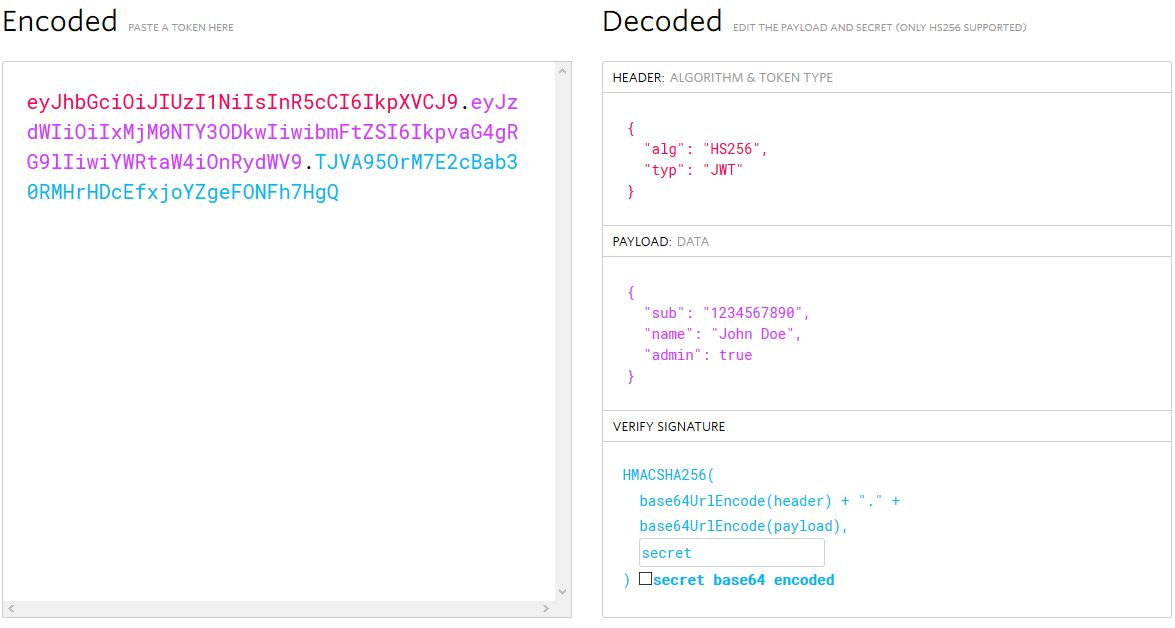 Encoded PASTE A TOKEN HERE
eyJhbGciOiJIUzI1NiIsInR5cCI6IkpXVCJ9.eyJz
dWIiOiIxMjM0NTY3ODkwIiwibmFtZSI6IkpvaG4gR
G9lIiwiYWRtaW4iOnRydWV9.TJVA95OrM7E2cBab3
0RMHrHDcEfxjoYZgeFONFh7HgQ
Decoded EDIT THE PAYLOAD AND SECRET (ONLY HS256 SUPPORTED)
HEADER: ALGORITHM & TOKEN TYPE
{
"alg": "HS256",
"typ": "JWT"
}
PAYLOAD: DATA
{
"sub": "1234567890",
"name": "John Doe",
"admin": true
}
VERIFY SIGNATURE
HMACSHA256(
base64UrlEncode(header) + "." +
base64UrlEncode(payload),
secret
) secret base64 encoded